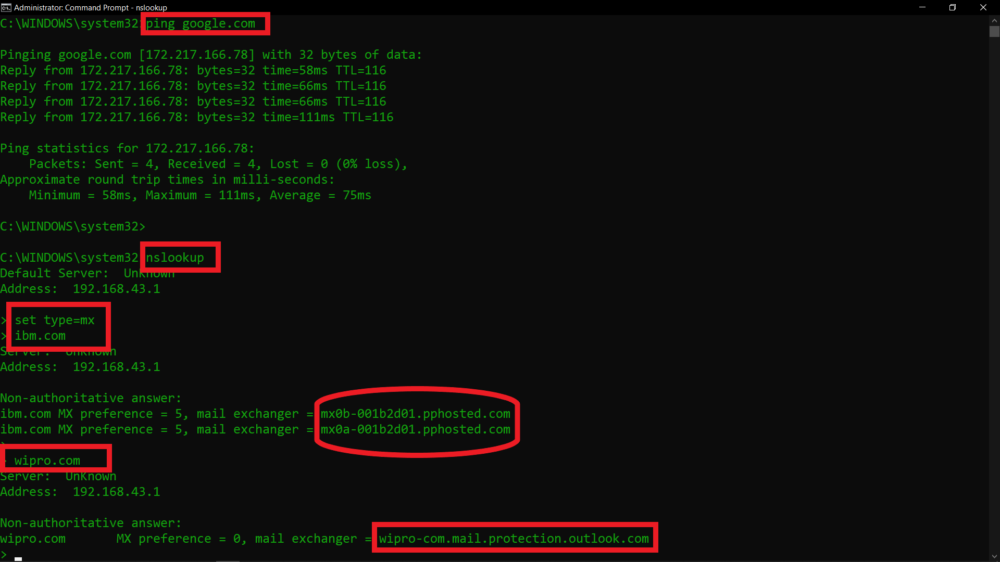 Administrator: Command Prompt - nslookup
C:\WINDOWS\system32>ping google.com
Pinging google.com [172.217.166.78] with 32 bytes of data:
Reply from 172.217.166.78: bytes=32 time=58ms TTL=116
Reply from 172.217.166.78: bytes=32 time=66ms TTL=116
Reply from 172.217.166.78: bytes=32 time=66ms TTL=116
Reply from 172.217.166.78: bytes=32 time=111ms TTL=116
Ping statistics for 172.217.166.78:
    Packets: Sent = 4, Received = 4, Lost = 0 (0% loss),
Approximate round trip times in milli-seconds:
    Minimum = 58ms, Maximum = 111ms, Average = 75ms
C:\WINDOWS\system32>
C:\WINDOWS\system32 nslookup
Default Server:  UnKnown
Address:  192.168.43.1
> set type=mx
> ibm.com
Server:  UnKnown
Address:  192.168.43.1
Non-authoritative answer:
ibm.com MX preference = 5, mail exchanger = mx0b-001b2d01.pphosted.com
ibm.com MX preference = 5, mail exchanger = mx0a-001b2d01.pphosted.com
>
> wipro.com
Server:  UnKnown
Address:  192.168.43.1
Non-authoritative answer:
wipro.com       MX preference = 0, mail exchanger = wipro-com.mail.protection.outlook.com
>